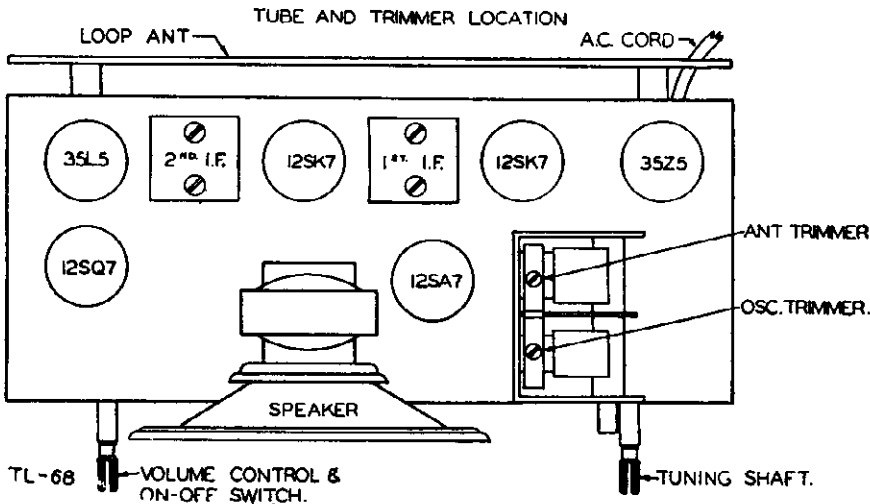 TUBE AND TRIMMER LOCATION
LOOP ANT
A.C. CORD
35L5
2ND. I.F.
12SK7
1ST. I.F.
12SK7
35Z5
ANT TRIMMER
12SQ7
12SA7
OSC. TRIMMER.
SPEAKER
TL-68
VOLUME CONTROL &
ON-OFF SWITCH.
TUNING SHAFT.